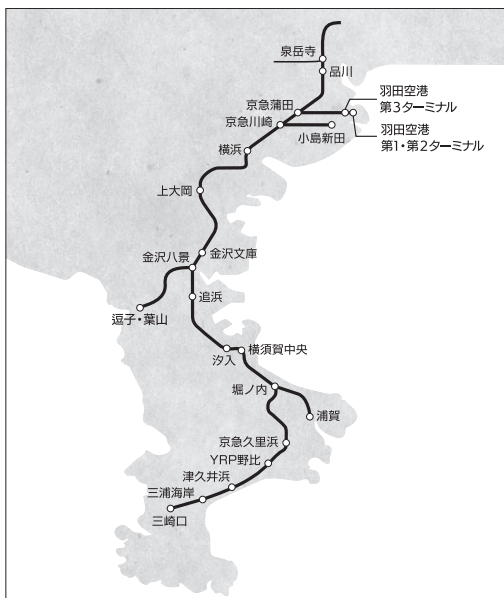 泉岳寺
品川
羽田空港
第3ターミナル
京急蒲田
京急川崎
羽田空港
第1・第2ターミナル
小島新田
横浜
上大岡
金沢文庫
金沢八景
追浜
逗子・葉山
横須賀中央
汐入
堀ノ内
浦賀
京急久里浜
YRP野比
津久井浜
三浦海岸
三崎口